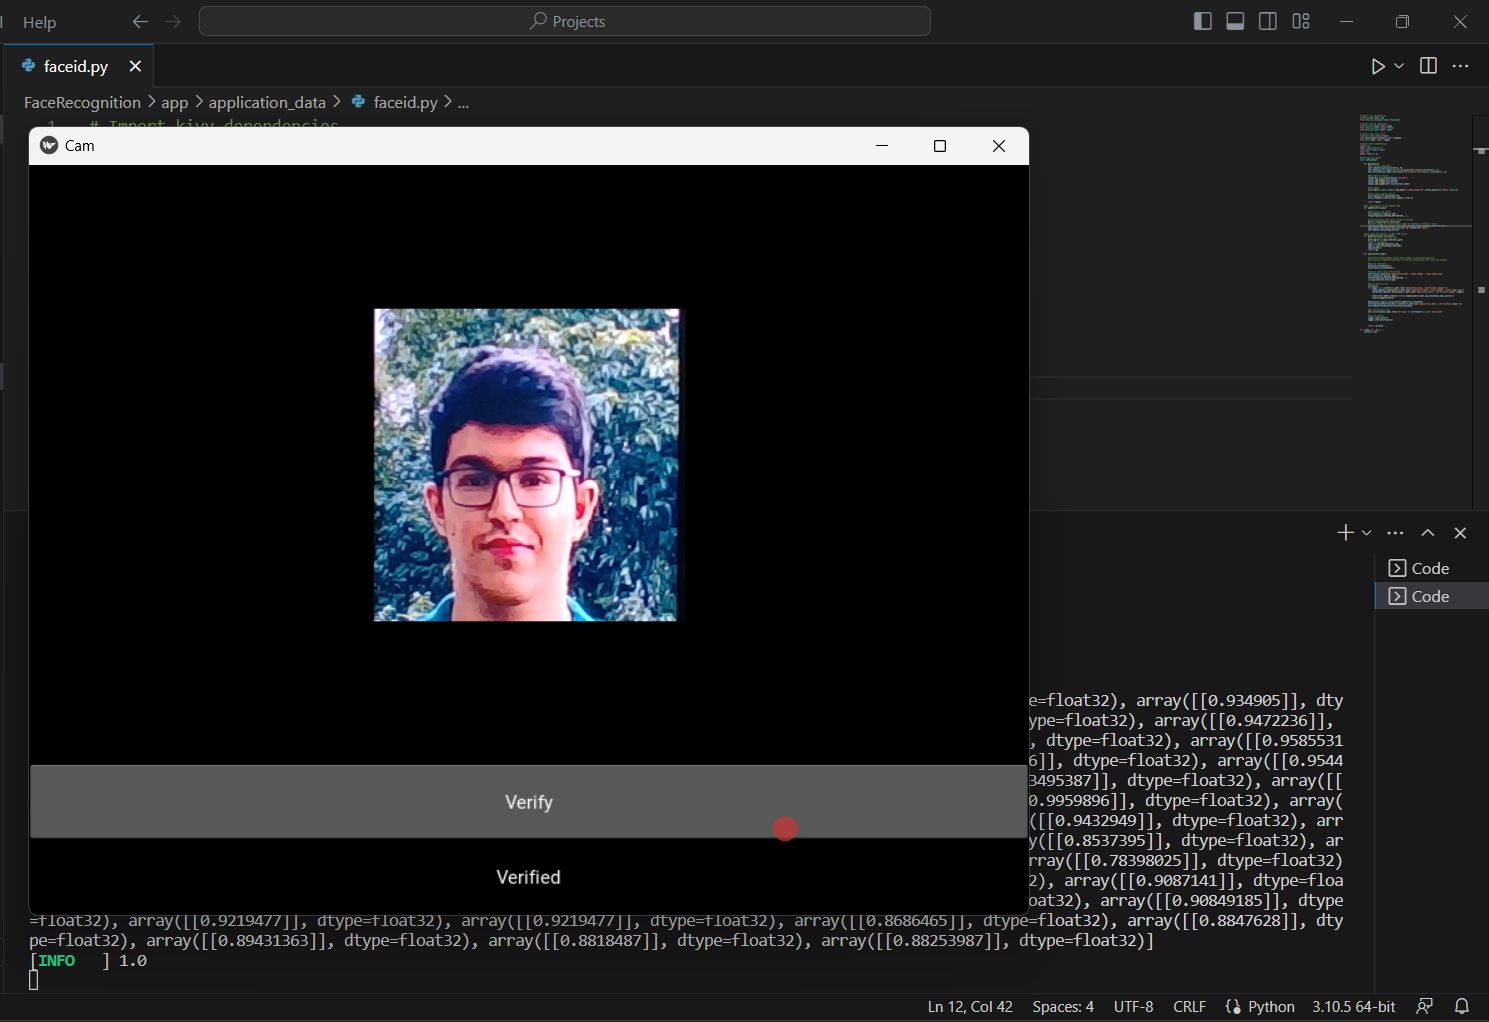 Help
Projects
faceid.py
FaceRecognition > app > application_data > faceid.py > ...
1 # Import kivy dependencies
Cam
Code
Code
e=float32), array([[0.934905]], dty
ype=float32), array([[0.9472236]],
, dtype=float32), array([[0.9585531
6]], dtype=float32), array([[0.9544
3495387]], dtype=float32), array([[
0.9959896]], dtype=float32), array(
([[0.9432949]], dtype=float32), arr
y([[0.8537395]], dtype=float32), ar
rray([[0.78398025]], dtype=float32)
2), array([[0.9087141]], dtype=floa
oat32), array([[0.90849185]], dtype
Verify
Verified
=float32), array([[0.9219477]], dtype=float32), array([[0.9219477]], dtype=float32), array([[0.8686465]], dtype=float32), array([[0.8847628]], dty
pe=float32), array([[0.89431363]], dtype=float32), array([[0.8818487]], dtype=float32), array([[0.88253987]], dtype=float32)]
[INFO ] 1.0
Ln 12, Col 42 Spaces: 4 UTF-8 CRLF Python 3.10.5 64-bit